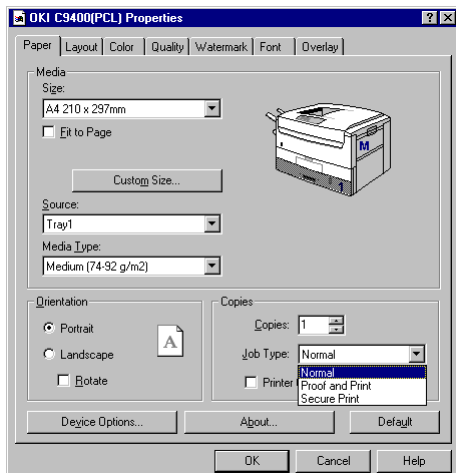 OKI C9400(PCL) Properties
Paper Layout Color Quality Watermark Font Overlay
Media
Size:
A4 210 x 297mm
Fit to Page
Custom Size...
Source:
Tray1
Media Type:
Medium (74-92 g/m2)
M
1
Orientation
Portrait
Landscape
Rotate
A
Copies
Copies: 1
Job Type: Normal
Normal
Proof and Print
Secure Print
Printer
Device Options... About... Default
OK Cancel Help